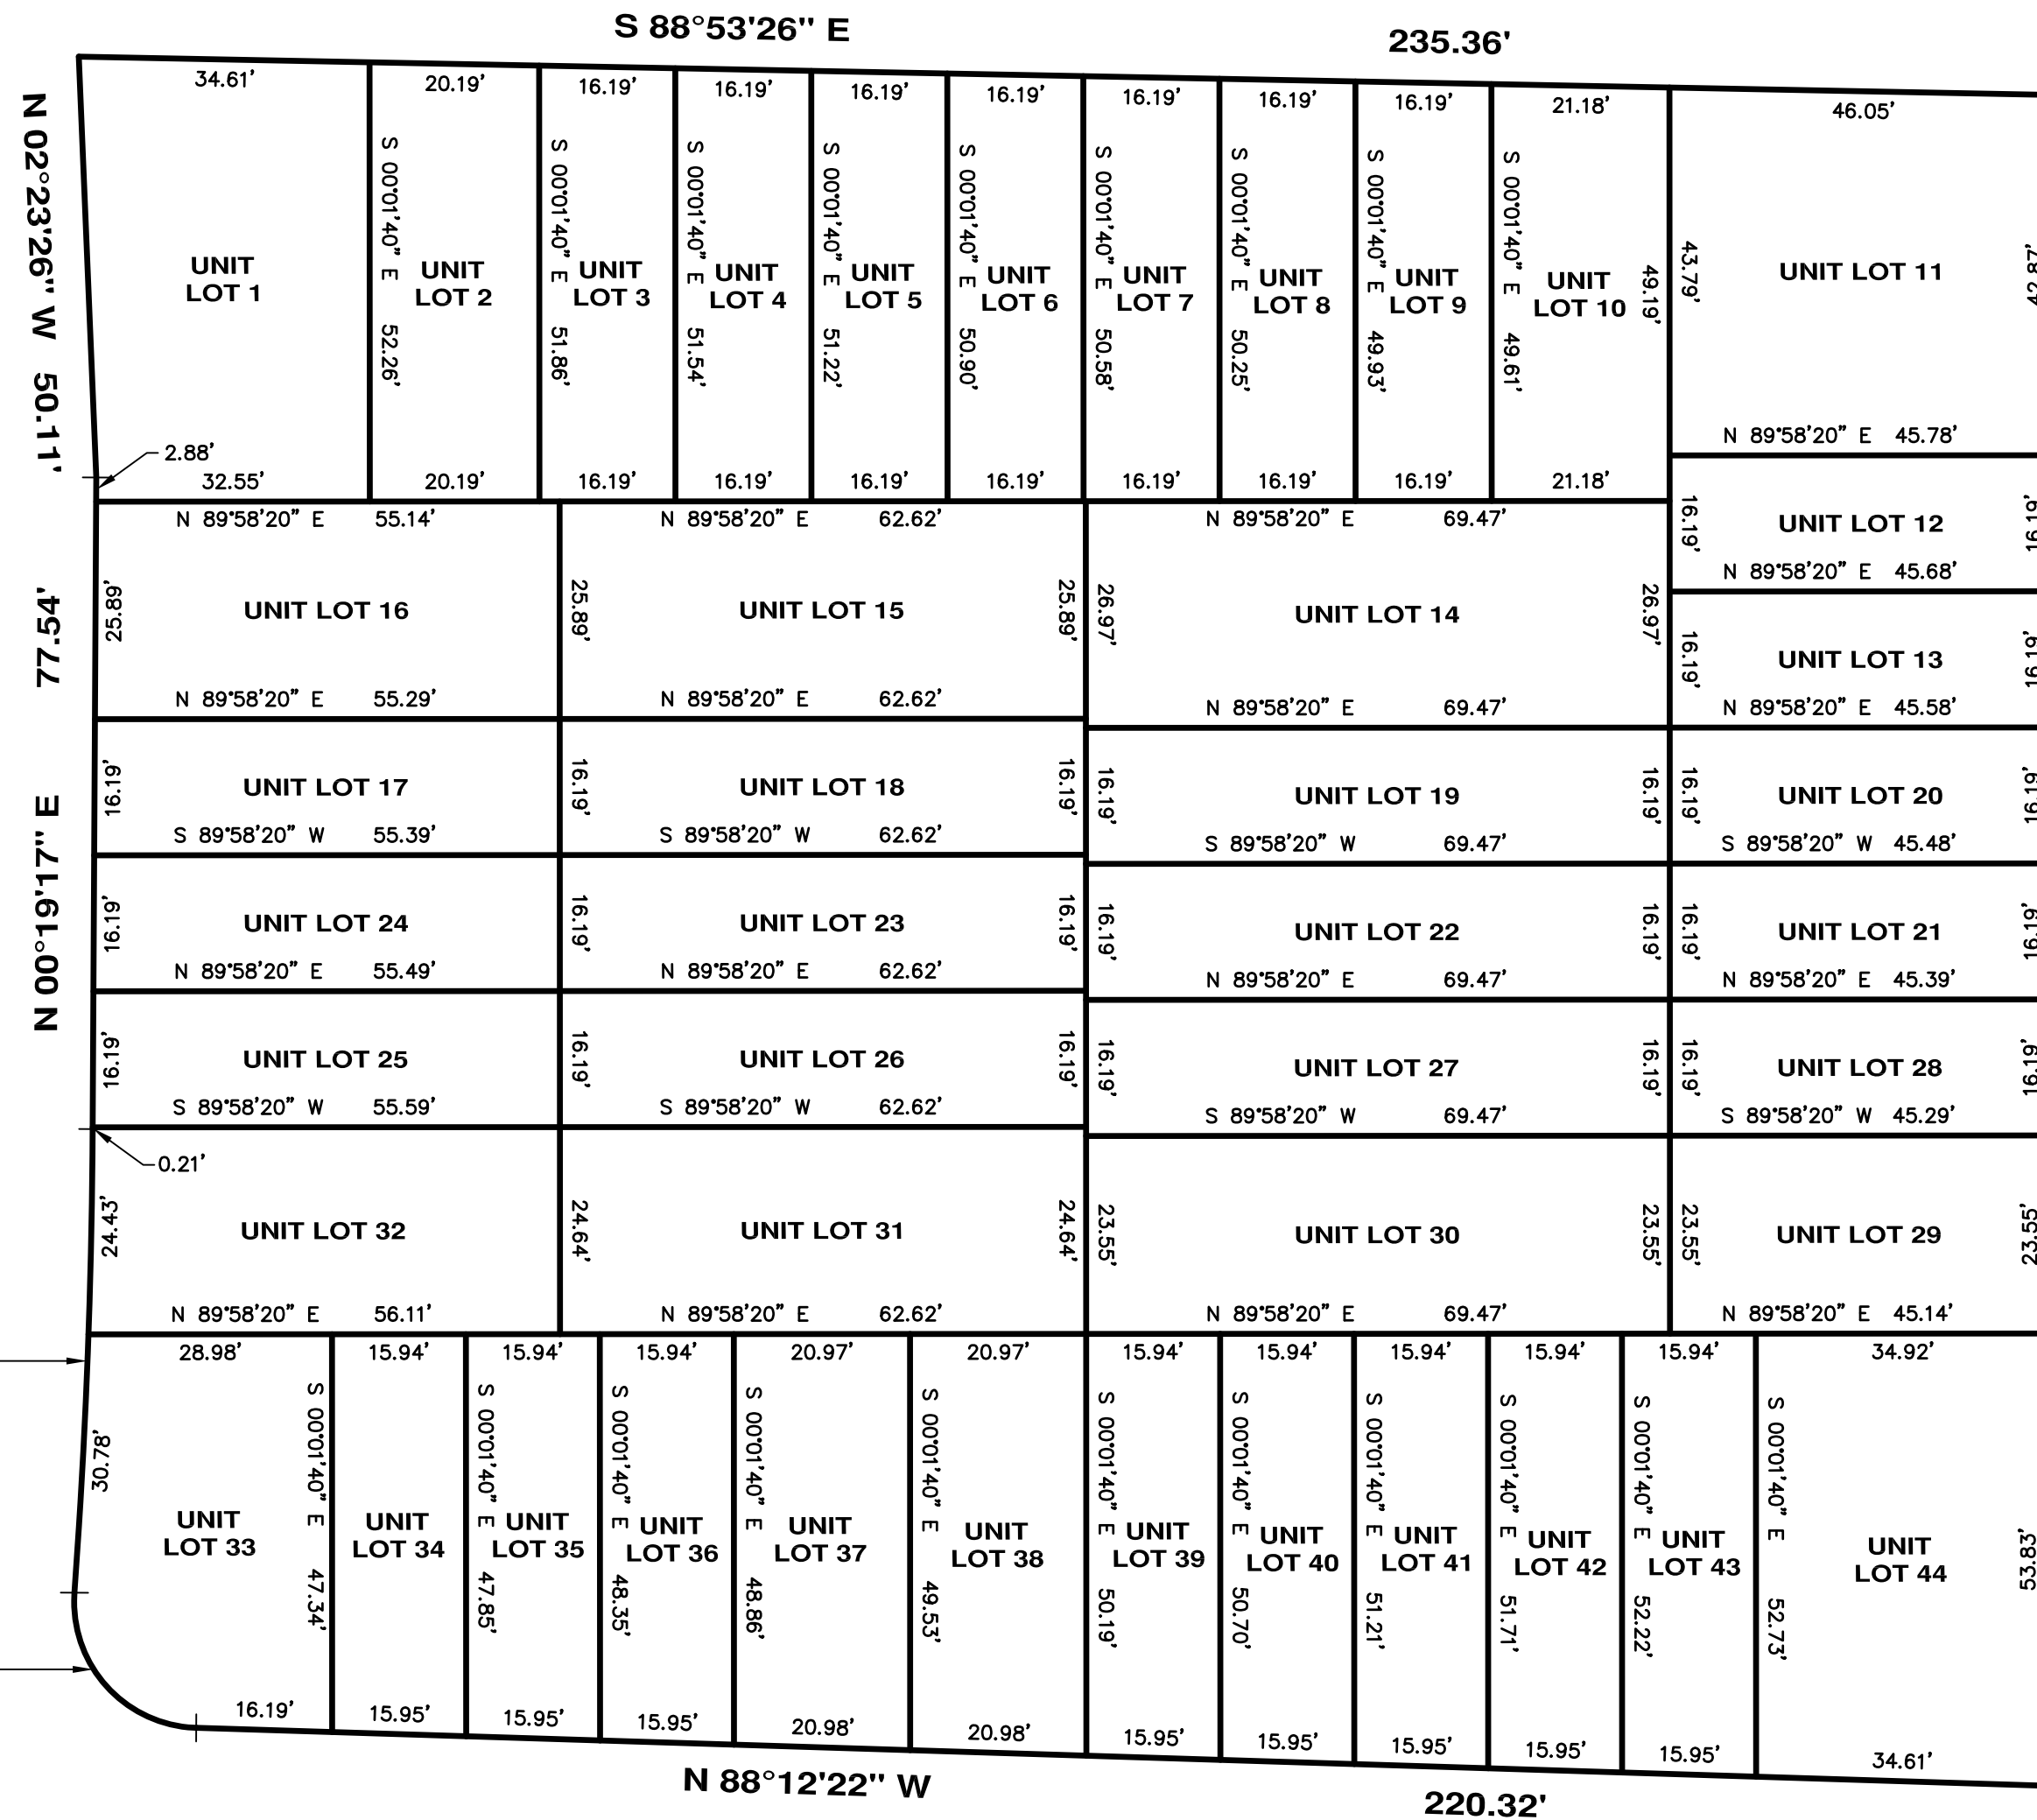 S 88°53'26" E 235.36'
34.61' 20.19' 16.19' 16.19' 16.19' 16.19' 16.19' 16.19' 16.19' 21.18' 46.05'
N 02°23'26" W 50.11'
S 00°01'40" E 52.26'
S 00°01'40" E 51.86'
S 00°01'40" E 51.54'
S 00°01'40" E 51.22'
S 00°01'40" E 50.90'
S 00°01'40" E 50.58'
S 00°01'40" E 50.25'
S 00°01'40" E 49.93'
S 00°01'40" E 49.61'
49.19'
43.79'
42.87'
UNIT
LOT 1
UNIT
LOT 2
UNIT
LOT 3
UNIT
LOT 4
UNIT
LOT 5
UNIT
LOT 6
UNIT
LOT 7
UNIT
LOT 8
UNIT
LOT 9
UNIT
LOT 10
UNIT LOT 11
N 89°58'20" E 45.78'
2.88'
32.55' 20.19' 16.19' 16.19' 16.19' 16.19' 16.19' 16.19' 16.19' 21.18'
16.19' UNIT LOT 12 16.19'
N 89°58'20" E 45.68'
16.19' UNIT LOT 13 16.19'
N 89°58'20" E 45.58'
N 89°58'20" E 55.14' N 89°58'20" E 62.62' N 89°58'20" E 69.47'
25.89' UNIT LOT 16 25.89' UNIT LOT 15 25.89' 26.97' UNIT LOT 14 26.97'
N 89°58'20" E 55.29' N 89°58'20" E 62.62' N 89°58'20" E 69.47'
N 00°19'17" E 77.54'
16.19' UNIT LOT 17 16.19' UNIT LOT 18 16.19' 16.19' UNIT LOT 19 16.19' 16.19' UNIT LOT 20 16.19'
S 89°58'20" W 55.39' S 89°58'20" W 62.62' S 89°58'20" W 69.47' S 89°58'20" W 45.48'
16.19' UNIT LOT 24 16.19' UNIT LOT 23 16.19' 16.19' UNIT LOT 22 16.19' 16.19' UNIT LOT 21 16.19'
N 89°58'20" E 55.49' N 89°58'20" E 62.62' N 89°58'20" E 69.47' N 89°58'20" E 45.39'
16.19' UNIT LOT 25 16.19' UNIT LOT 26 16.19' 16.19' UNIT LOT 27 16.19' 16.19' UNIT LOT 28 16.19'
S 89°58'20" W 55.59' S 89°58'20" W 62.62' S 89°58'20" W 69.47' S 89°58'20" W 45.29'
0.21'
24.43' UNIT LOT 32 24.64' UNIT LOT 31 24.64' 23.55' UNIT LOT 30 23.55' 23.55' UNIT LOT 29 23.55'
N 89°58'20" E 56.11' N 89°58'20" E 62.62' N 89°58'20" E 69.47' N 89°58'20" E 45.14'
28.98' 15.94' 15.94' 15.94' 20.97' 20.97' 15.94' 15.94' 15.94' 15.94' 15.94' 34.92'
30.78'
S 00°01'40" E 47.34'
S 00°01'40" E 47.85'
S 00°01'40" E 48.35'
S 00°01'40" E 48.86'
S 00°01'40" E 49.53'
S 00°01'40" E 50.19'
S 00°01'40" E 50.70'
S 00°01'40" E 51.21'
S 00°01'40" E 51.71'
S 00°01'40" E 52.22'
S 00°01'40" E 52.73'
53.83'
UNIT
LOT 33
UNIT
LOT 34
UNIT
LOT 35
UNIT
LOT 36
UNIT
LOT 37
UNIT
LOT 38
UNIT
LOT 39
UNIT
LOT 40
UNIT
LOT 41
UNIT
LOT 42
UNIT
LOT 43
UNIT
LOT 44
16.19' 15.95' 15.95' 15.95' 20.98' 20.98' 15.95' 15.95' 15.95' 15.95' 15.95' 34.61'
N 88°12'22" W 220.32'